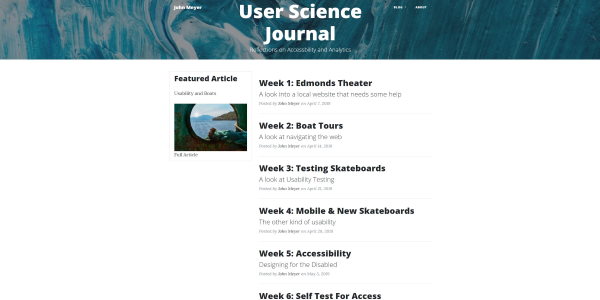 John Meyer
BLOG
ABOUT
User Science
Journal
Reflections on Accessibility and Analytics
Featured Article
Usability and Boats
Full Article
Week 1: Edmonds Theater
A look into a local website that needs some help
Posted by John Meyer on April 7, 2019
Week 2: Boat Tours
A look at navigating the web
Posted by John Meyer on April 14, 2019
Week 3: Testing Skateboards
A look at Usability Testing
Posted by John Meyer on April 21, 2019
Week 4: Mobile & New Skateboards
The other kind of usability
Posted by John Meyer on April 28, 2019
Week 5: Accessibility
Designing for the Disabled
Posted by John Meyer on May 5, 2019
Week 6: Self Test For Access